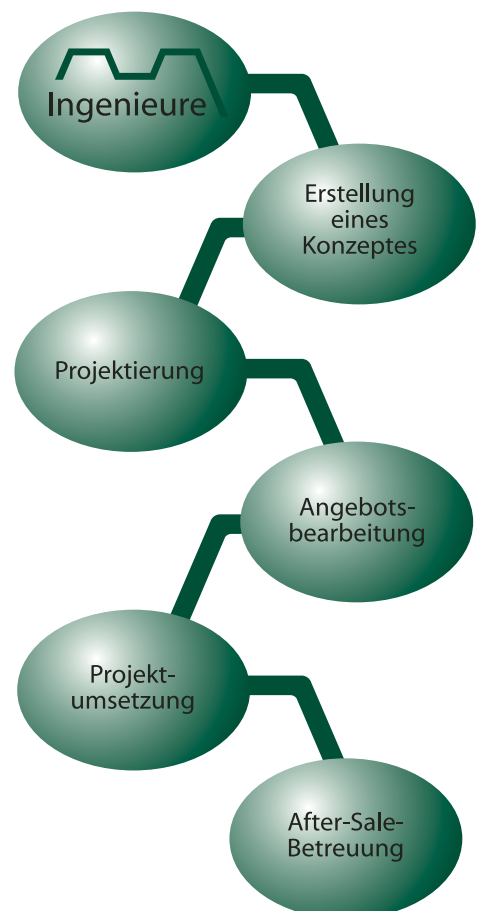 Ingenieure
Erstellung
eines
Konzeptes
Projektierung
Angebots-
bearbeitung
Projekt-
umsetzung
After-Sale-
Betreuung